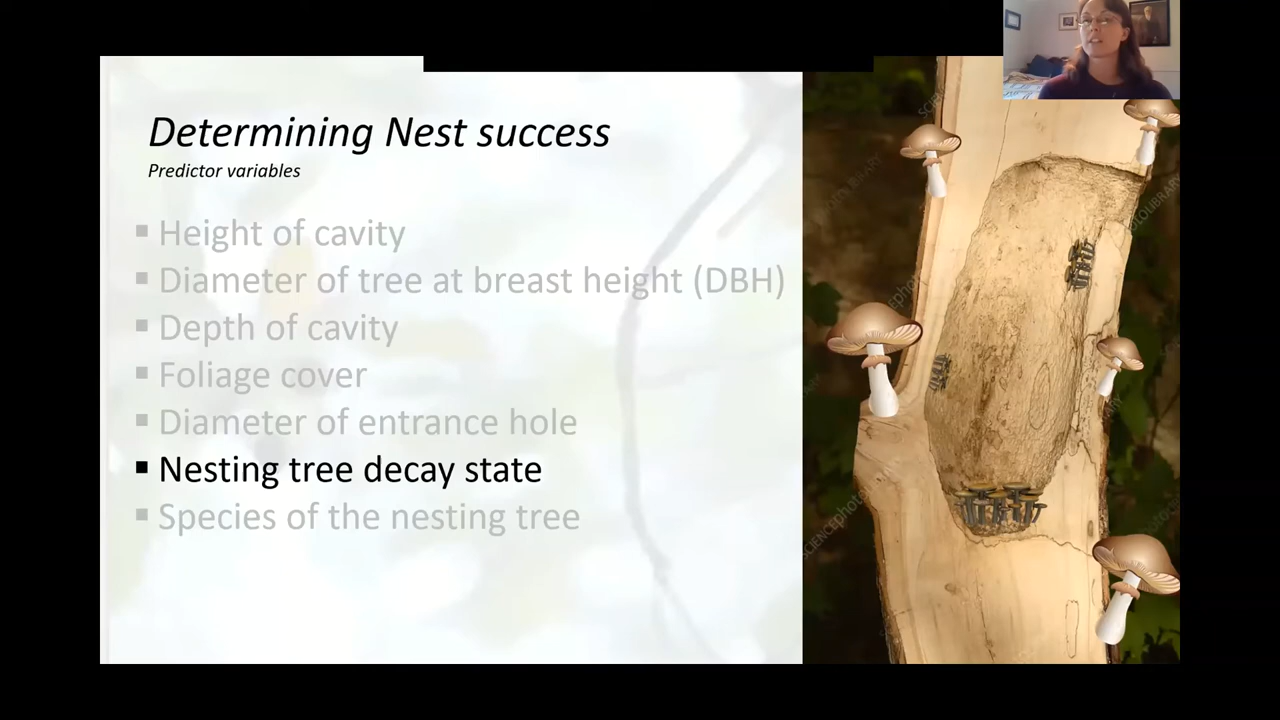 Determining Nest success
Predictor variables
▪ Height of cavity
▪ Diameter of tree at breast height (DBH)
▪ Depth of cavity
▪ Foliage cover
▪ Diameter of entrance hole
▪ Nesting tree decay state
▪ Species of the nesting tree